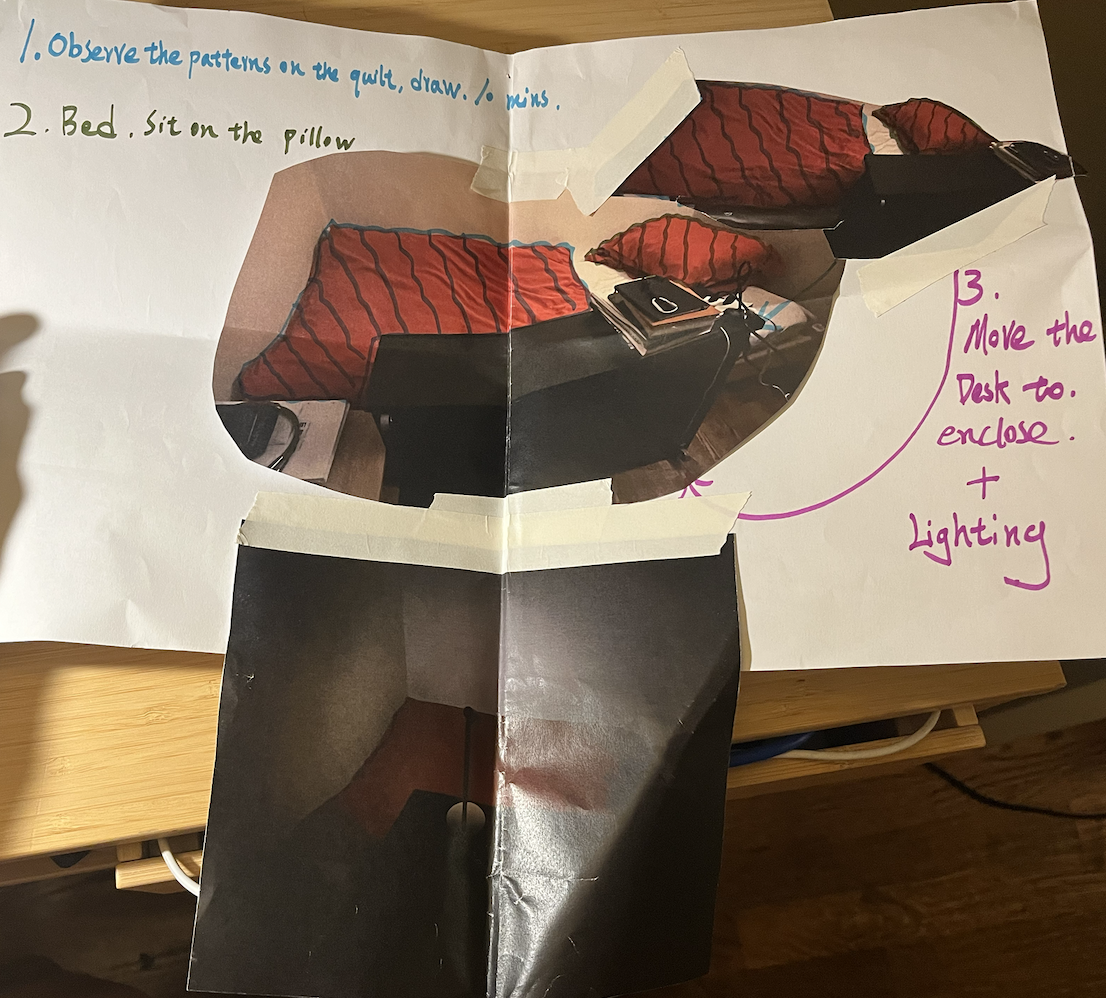 1. Observe the patterns on the quilt, draw. 10 mins.
2. Bed. Sit on the pillow
3.
Move the
Desk to.
enclose.
+
Lighting